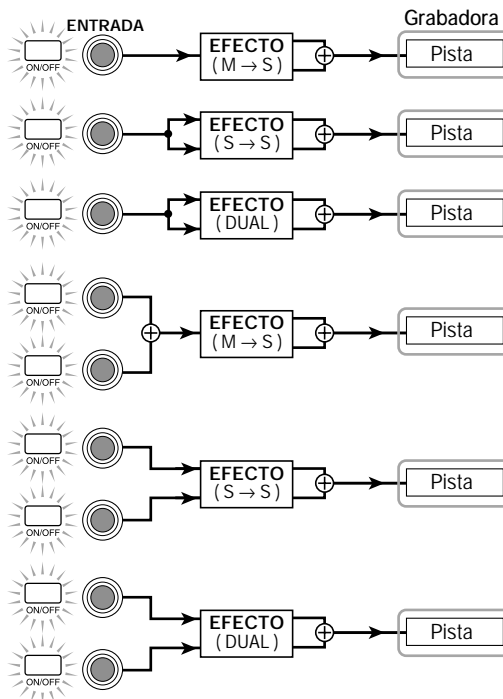 Grabadora
ENTRADA
ON/OFF
EFECTO
(M→S)
Pista
ON/OFF
EFECTO
(S→S)
Pista
ON/OFF
EFECTO
(DUAL)
Pista
ON/OFF
EFECTO
(M→S)
Pista
ON/OFF
ON/OFF
EFECTO
(S→S)
Pista
ON/OFF
ON/OFF
EFECTO
(DUAL)
Pista
ON/OFF